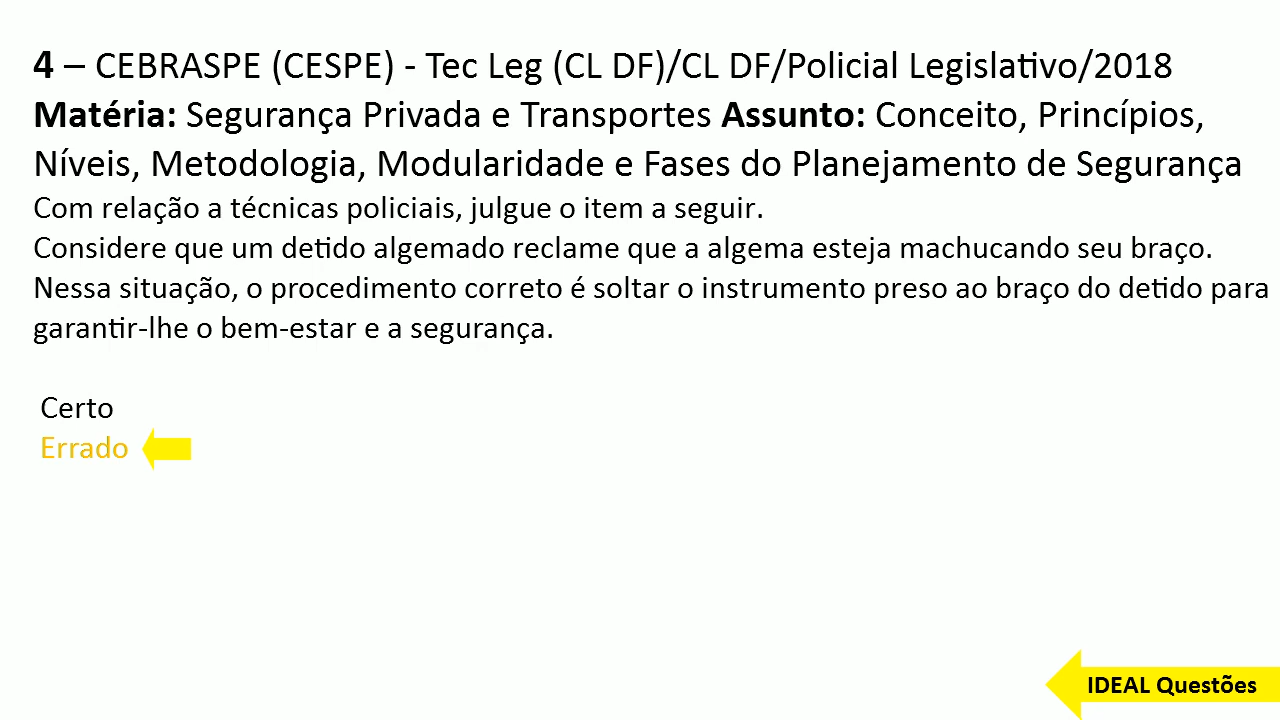 4 – CEBRASPE (CESPE) - Tec Leg (CL DF)/CL DF/Policial Legislativo/2018
Matéria: Segurança Privada e Transportes Assunto: Conceito, Princípios,
Níveis, Metodologia, Modularidade e Fases do Planejamento de Segurança
Com relação a técnicas policiais, julgue o item a seguir.
Considere que um detido algemado reclame que a algema esteja machucando seu braço.
Nessa situação, o procedimento correto é soltar o instrumento preso ao braço do detido para
garantir-lhe o bem-estar e a segurança.
Certo
Errado
IDEAL Questões